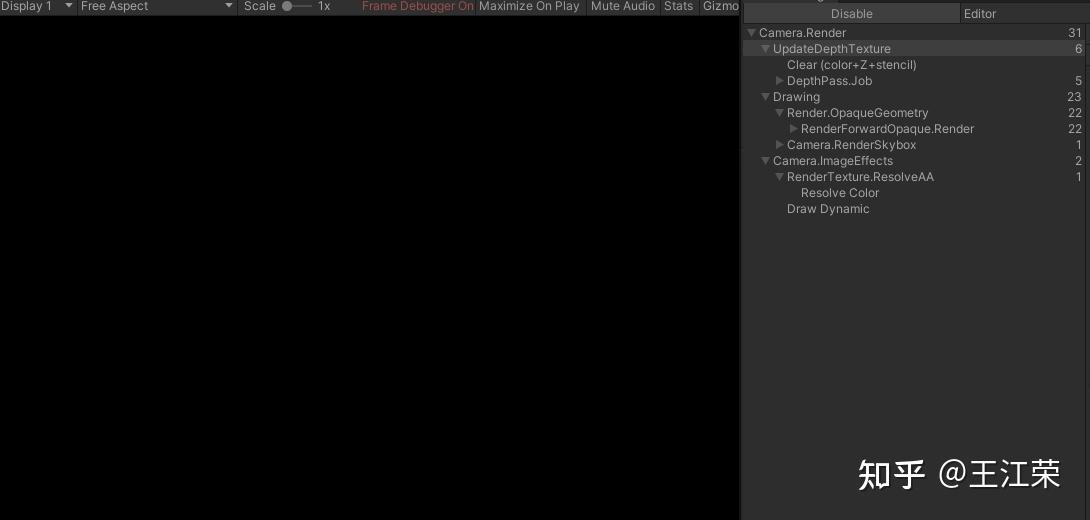 Display 1 Free Aspect Scale 1x Frame Debugger On Maximize On Play Mute Audio Stats Gizmo
Disable Editor
Camera.Render 31
UpdateDepthTexture 6
Clear (color+Z+stencil)
DepthPass.Job 5
Drawing 23
Render.OpaqueGeometry 22
RenderForwardOpaque.Render 22
Camera.RenderSkybox 1
Camera.ImageEffects 2
RenderTexture.ResolveAA 1
Resolve Color
Draw Dynamic
知乎 @王江荣